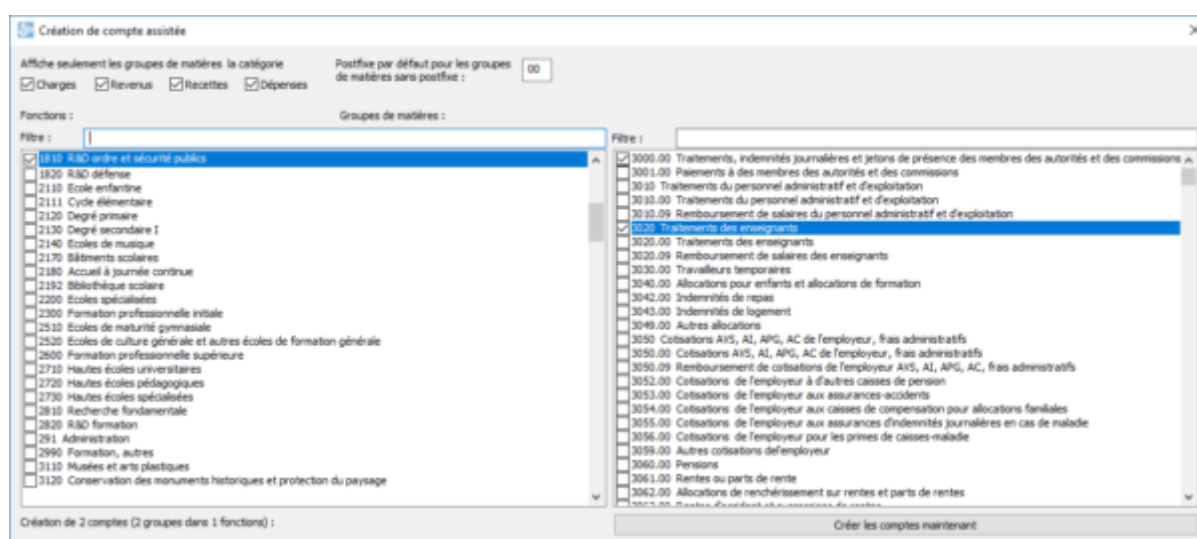 Création de compte assistée
Affiche seulement les groupes de matières la catégorie
Charges Revenus Recettes Dépenses
Postfixe par défaut pour les groupes
de matières sans postfixe :
00
Fonctions :
Groupes de matières :
Filtre :
1810 R&D ordre et sécurité publics
1820 R&D défense
2110 Ecole enfantine
2111 Cycle élémentaire
2120 Degré primaire
2130 Degré secondaire I
2140 Ecoles de musique
2170 Bâtiments scolaires
2180 Accueil à journée continue
2192 Bibliothèque scolaire
2200 Ecoles spécialisées
2300 Formation professionnelle initiale
2510 Ecoles de maturité gymnasiale
2520 Ecoles de culture générale et autres écoles de formation générale
2600 Formation professionnelle supérieure
2710 Hautes écoles universitaires
2720 Hautes écoles pédagogiques
2730 Hautes écoles spécialisées
2810 Recherche fondamentale
2820 R&D formation
291 Administration
2990 Formation, autres
3110 Musées et arts plastiques
3120 Conservation des monuments historiques et protection du paysage
Filtre :
3000.00 Traitements, indemnités journalières et jetons de présence des membres des autorités et des commissions
3001.00 Paiements à des membres des autorités et des commissions
3010 Traitements du personnel administratif et d'exploitation
3010.00 Traitements du personnel administratif et d'exploitation
3010.09 Remboursement de salaires du personnel administratif et d'exploitation
3020 Traitements des enseignants
3020.00 Traitements des enseignants
3020.09 Remboursement de salaires des enseignants
3030.00 Travailleurs temporaires
3040.00 Allocations pour enfants et allocations de formation
3042.00 Indemnités de repas
3043.00 Indemnités de logement
3049.00 Autres allocations
3050 Cotisations AVS, AI, APG, AC de l'employeur, frais administratifs
3050.00 Cotisations AVS, AI, APG, AC de l'employeur, frais administratifs
3050.09 Remboursement de cotisations de l'employeur AVS, AI, APG, AC, frais administratifs
3052.00 Cotisations de l'employeur à d'autres caisses de pension
3053.00 Cotisations de l'employeur aux assurances-accidents
3054.00 Cotisations de l'employeur aux caisses de compensation pour allocations familiales
3055.00 Cotisations de l'employeur aux assurances d'indemnités journalières en cas de maladie
3056.00 Cotisations de l'employeur pour les primes de caisses-maladie
3059.00 Autres cotisations del'employeur
3060.00 Pensions
3061.00 Rentes ou parts de rente
3062.00 Allocations de renchérissement sur rentes et parts de rentes
Création de 2 comptes (2 groupes dans 1 fonctions) :
Créer les comptes maintenant